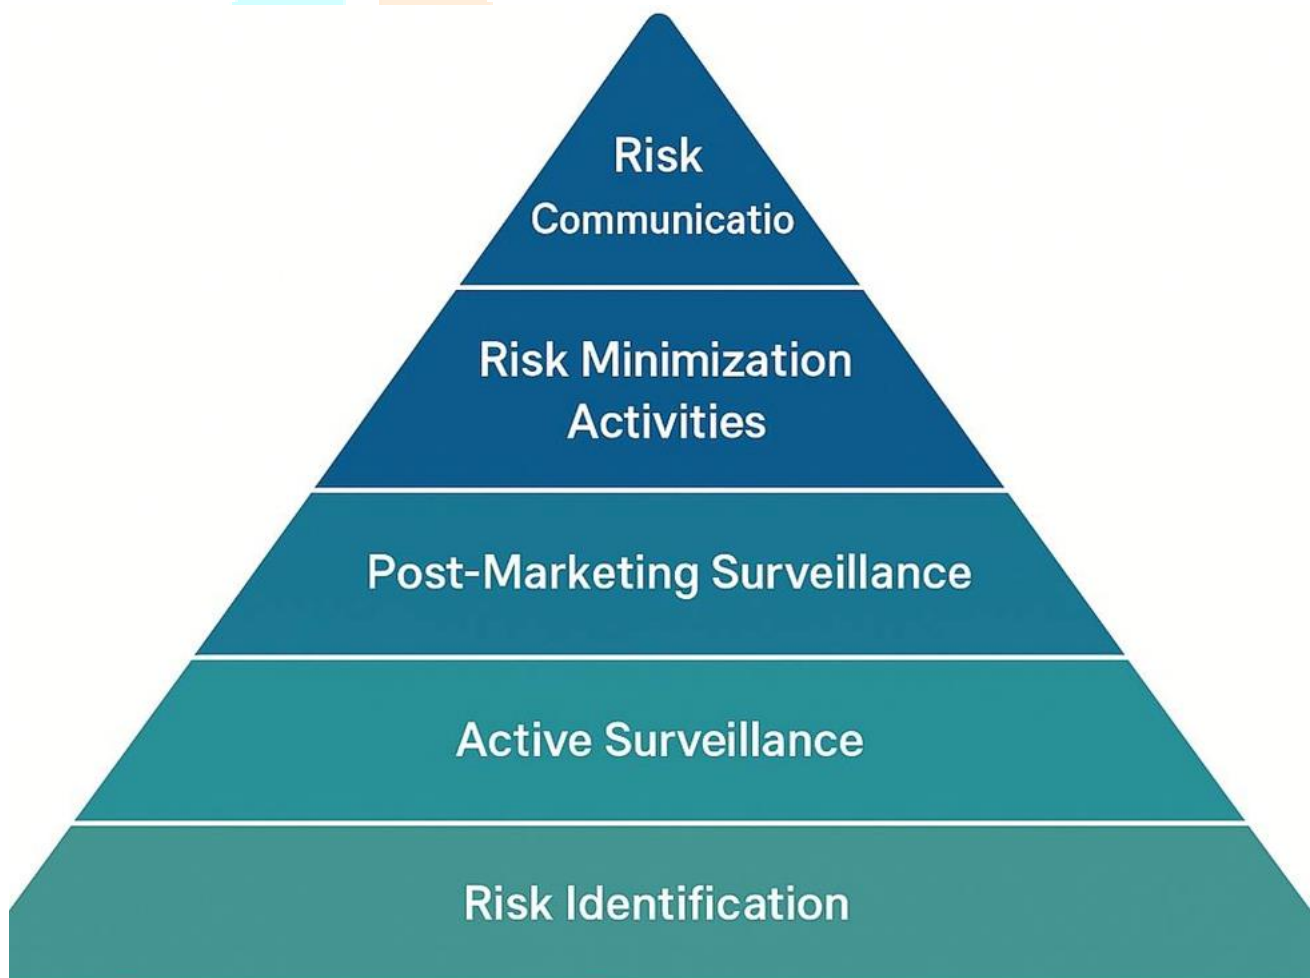 Risk
Communicatio
Risk Minimization
Activities
Post-Marketing Surveillance
Active Surveillance
Risk Identification